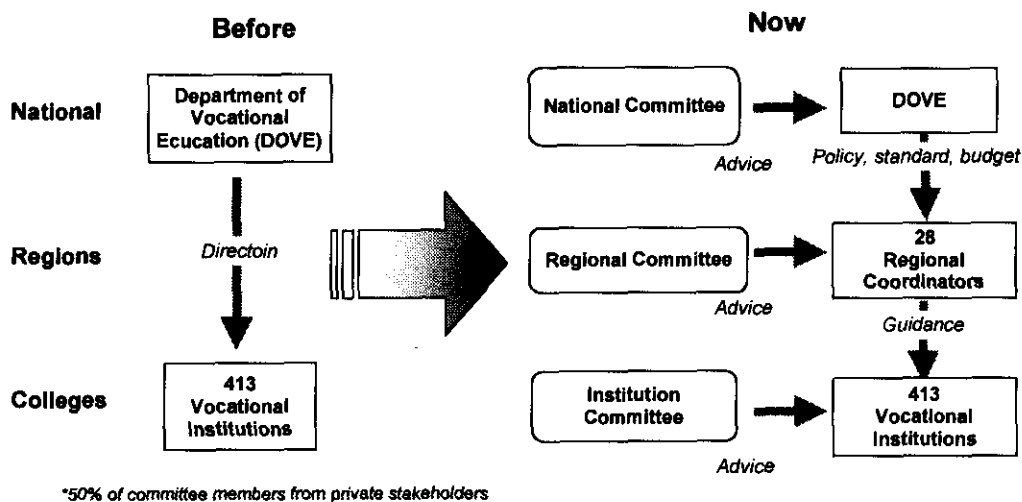 Before
Now
National
Department of
Vocational
Ecucation (DOVE)
National Committee
DOVE
Advice
Policy, standard, budget
Regions
Directoin
Regional Committee
28
Regional
Coordinators
Advice
Guidance
Colleges
413
Vocational
Institutions
Institution
Committee
413
Vocational
Institutions
Advice
*50% of committee members from private stakeholders